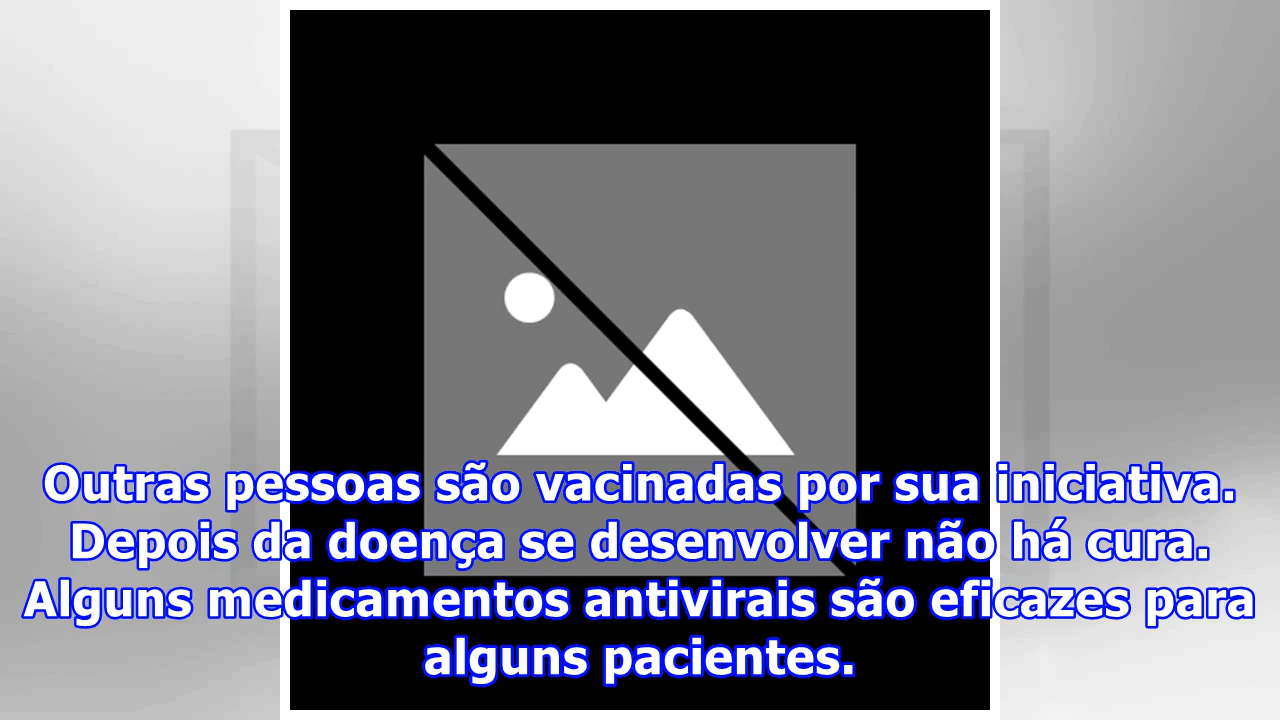 Outras pessoas são vacinadas por sua iniciativa.
Depois da doença se desenvolver não há cura.
Alguns medicamentos antivirais são eficazes para
alguns pacientes.